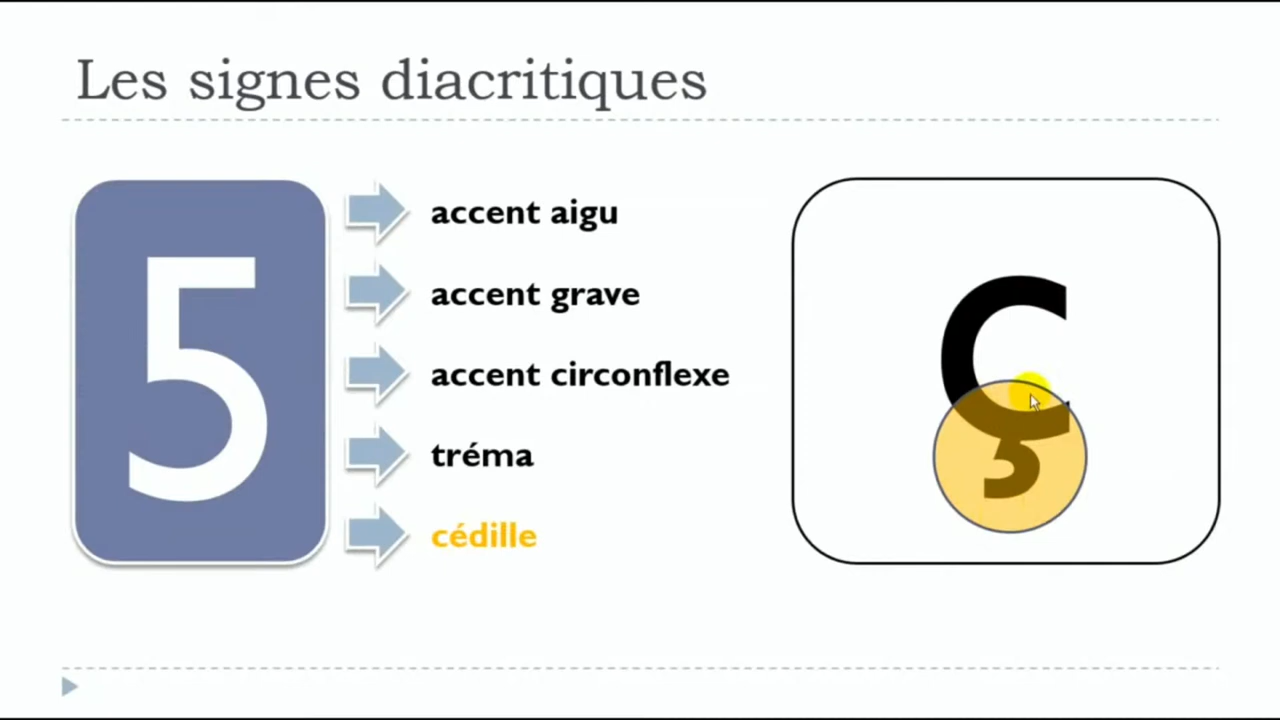 Les signes diacritiques
5
accent aigu
accent grave
accent circonflexe
tréma
cédille
ç